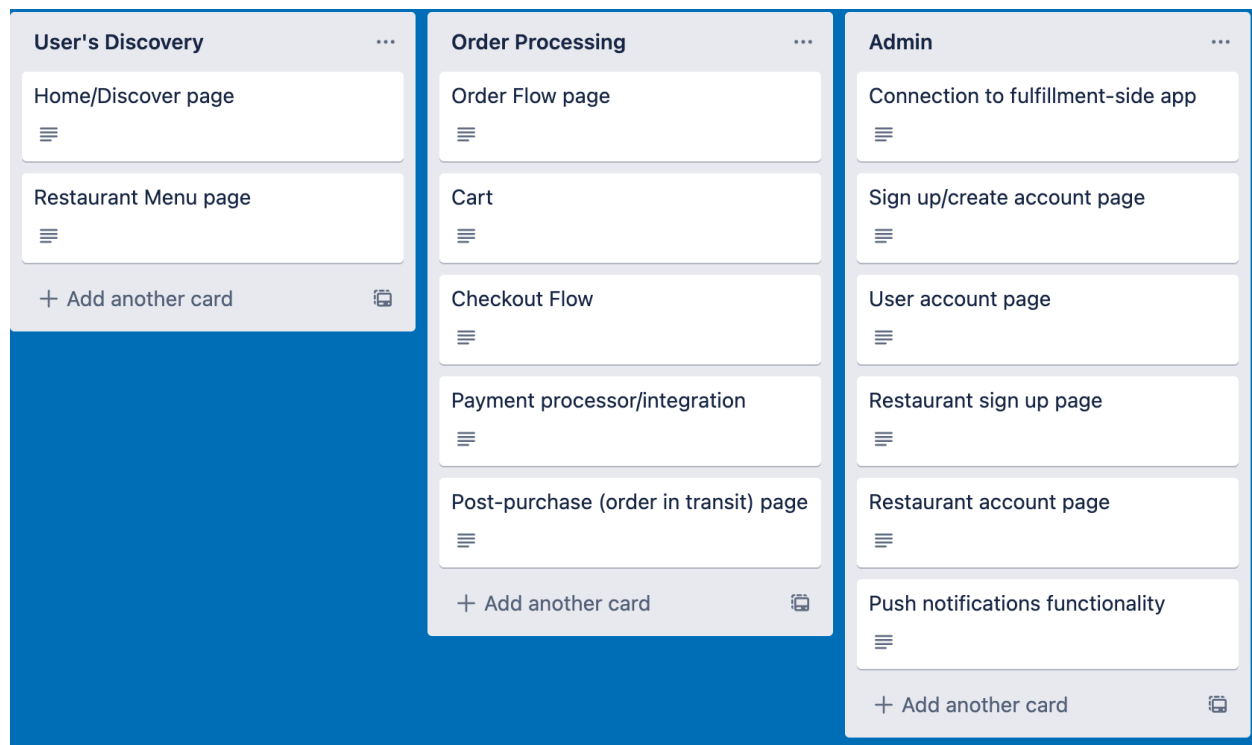 User's Discovery
Home/Discover page
Restaurant Menu page
Add another card
Order Processing
Order Flow page
Cart
Checkout Flow
Payment processor/integration
Post-purchase (order in transit) page
Add another card
Admin
Connection to fulfillment-side app
Sign up/create account page
User account page
Restaurant sign up page
Restaurant account page
Push notifications functionality
Add another card